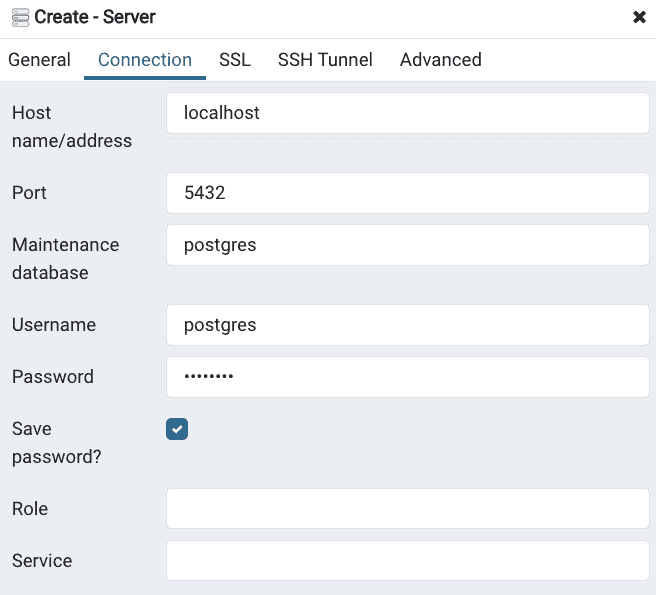 Create - Server
General Connection SSL SSH Tunnel Advanced
Host name/address localhost
Port 5432
Maintenance database postgres
Username postgres
Password ••••••••
Save password?
Role
Service